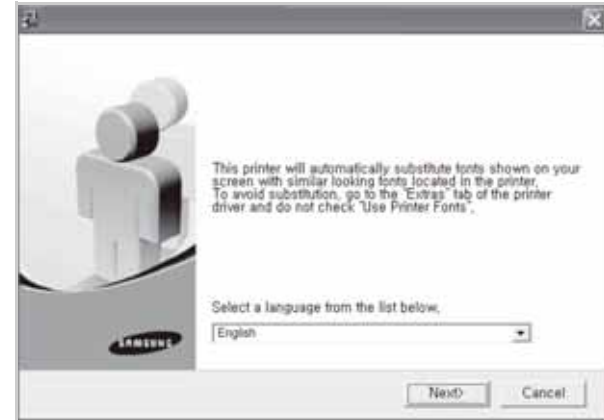 This printer will automatically substitute fonts shown on your
screen with similar looking fonts located in the printer,
To avoid substitution, go to the "Extras" tab of the printer
driver and do not check "Use Printer Fonts",
Select a language from the list below,
English
SAMSUNG
Next>
Cancel